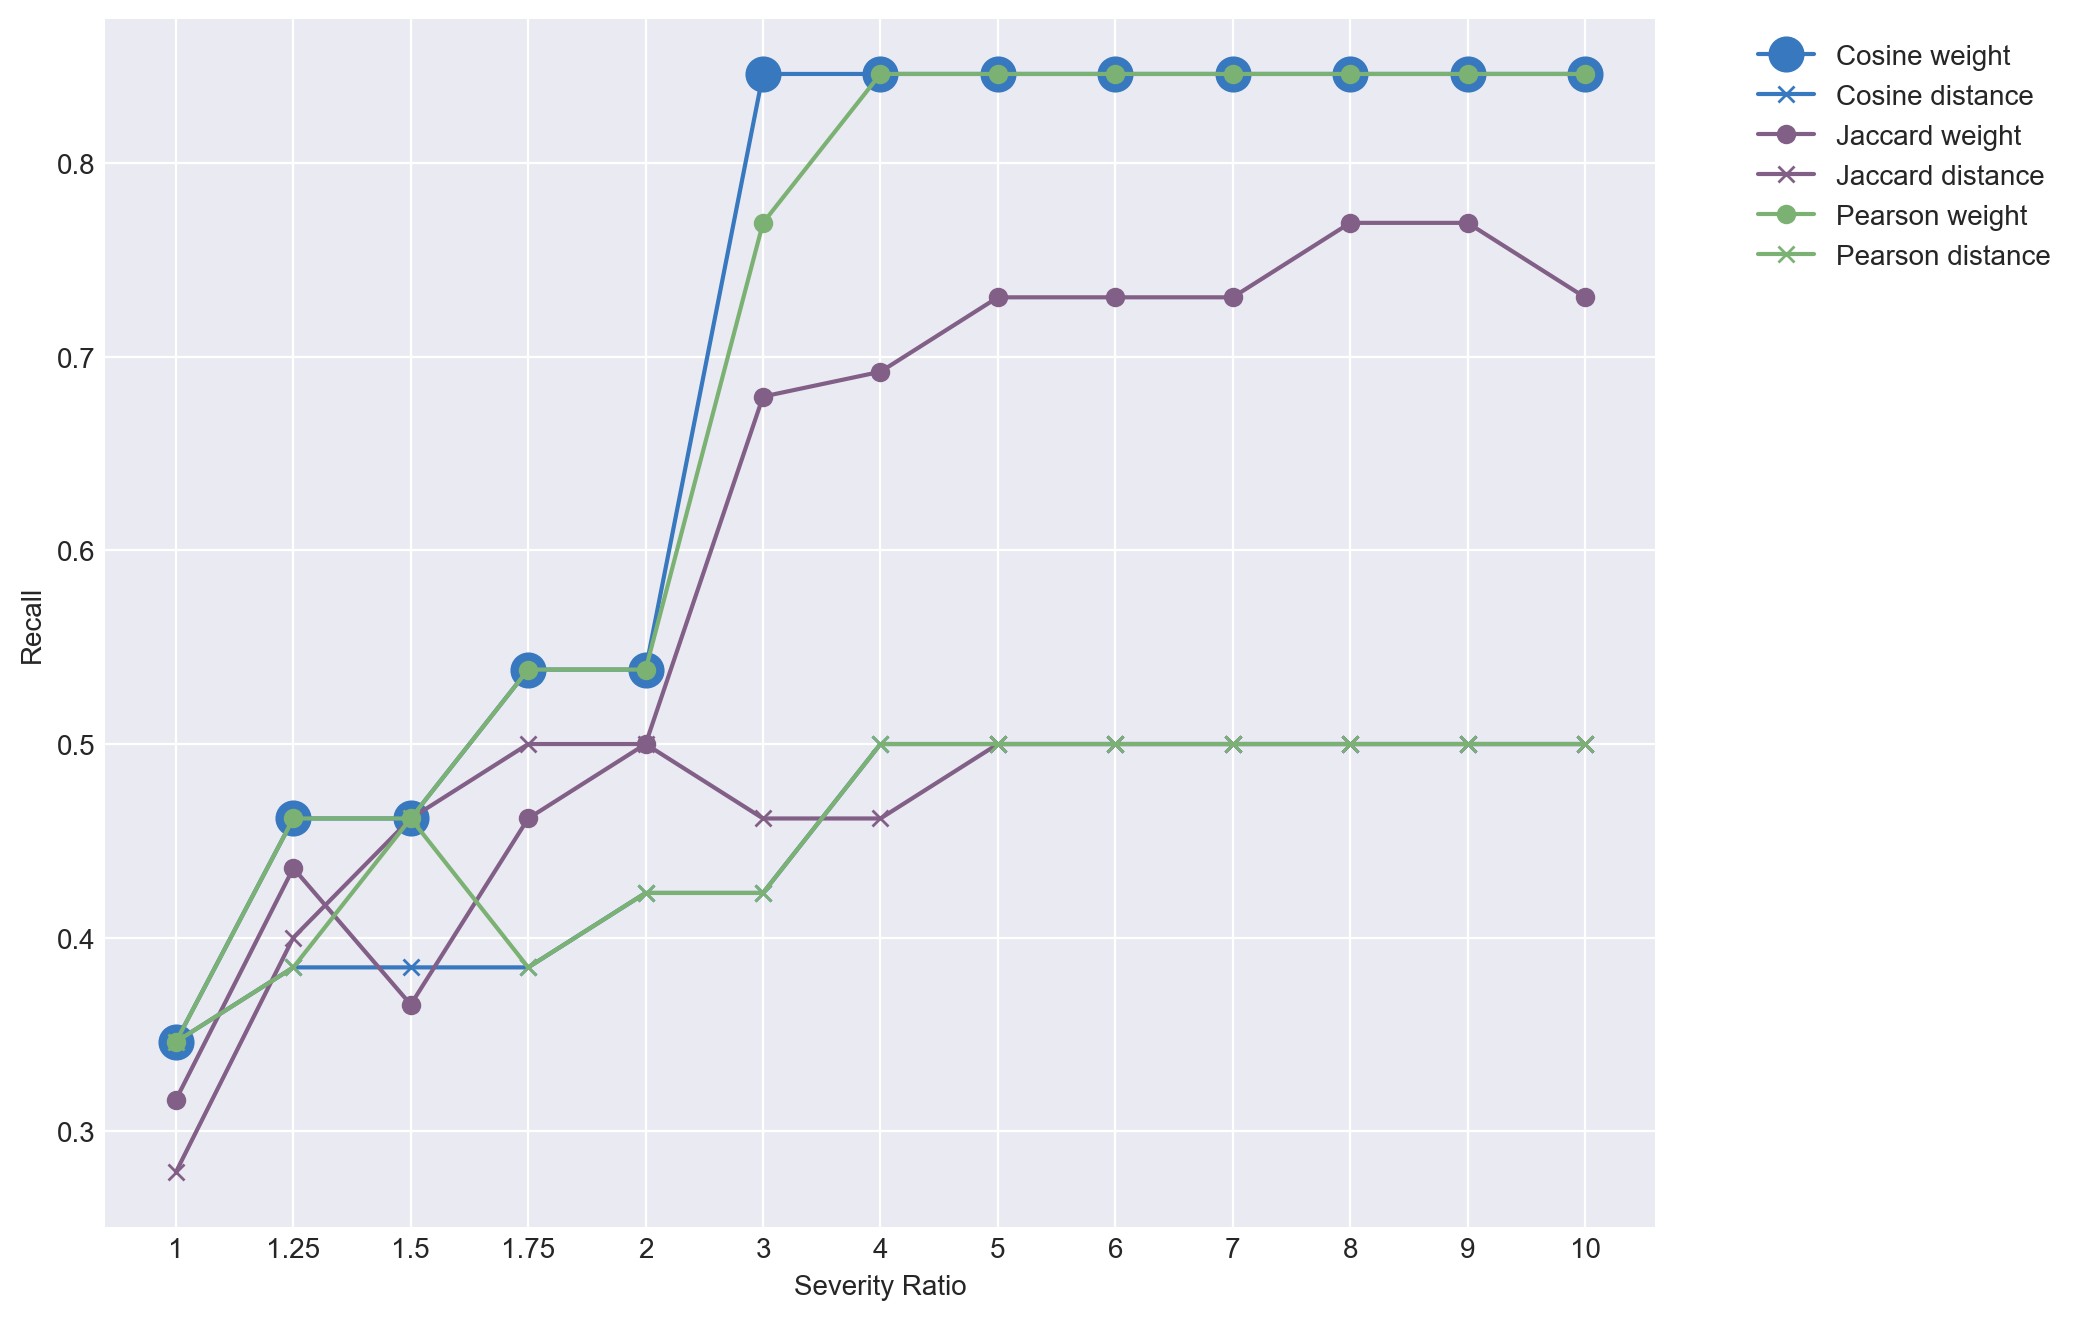 Cosine weight
Cosine distance
Jaccard weight
Jaccard distance
Pearson weight
Pearson distance
0.8
0.7
0.6
0.5
0.4
0.3
Recall
1 1.25 1.5 1.75 2 3 4 5 6 7 8 9 10
Severity Ratio